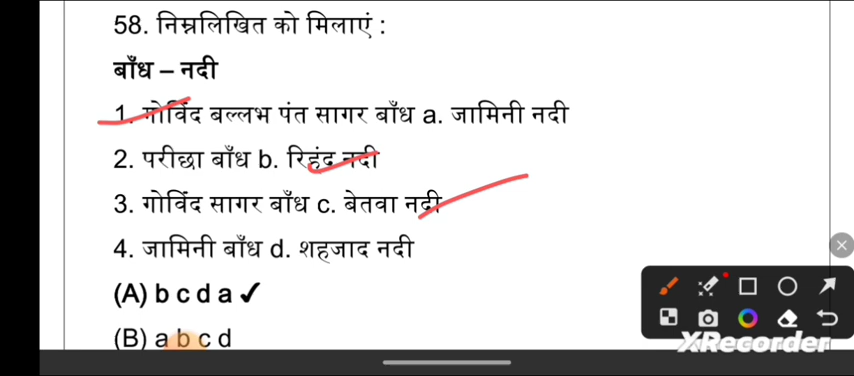 58. निम्नलिखित को मिलाएं :
बाँध – नदी
1. गोविंद बल्लभ पंत सागर बाँध a. जामिनी नदी
2. परीछा बाँध b. रिहंद नदी
3. गोविंद सागर बाँध c. बेतवा नदी
4. जामिनी बाँध d. शहजाद नदी
(A) b c d a ✓
(B) a b c d
XRecorder